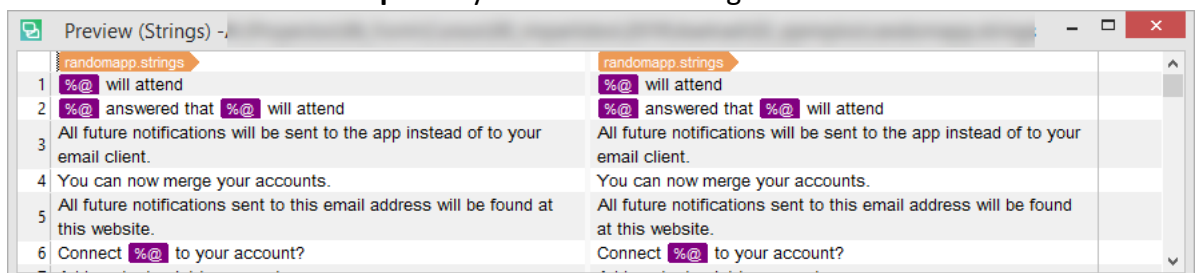 Preview (Strings) -
randomapp.strings randomapp.strings
1 %@ will attend %@ will attend
2 %@ answered that %@ will attend %@ answered that %@ will attend
3 All future notifications will be sent to the app instead of to your All future notifications will be sent to the app instead of to your
email client. email client.
4 You can now merge your accounts. You can now merge your accounts.
5 All future notifications sent to this email address will be found at All future notifications sent to this email address will be found
this website. at this website.
6 Connect %@ to your account? Connect %@ to your account?